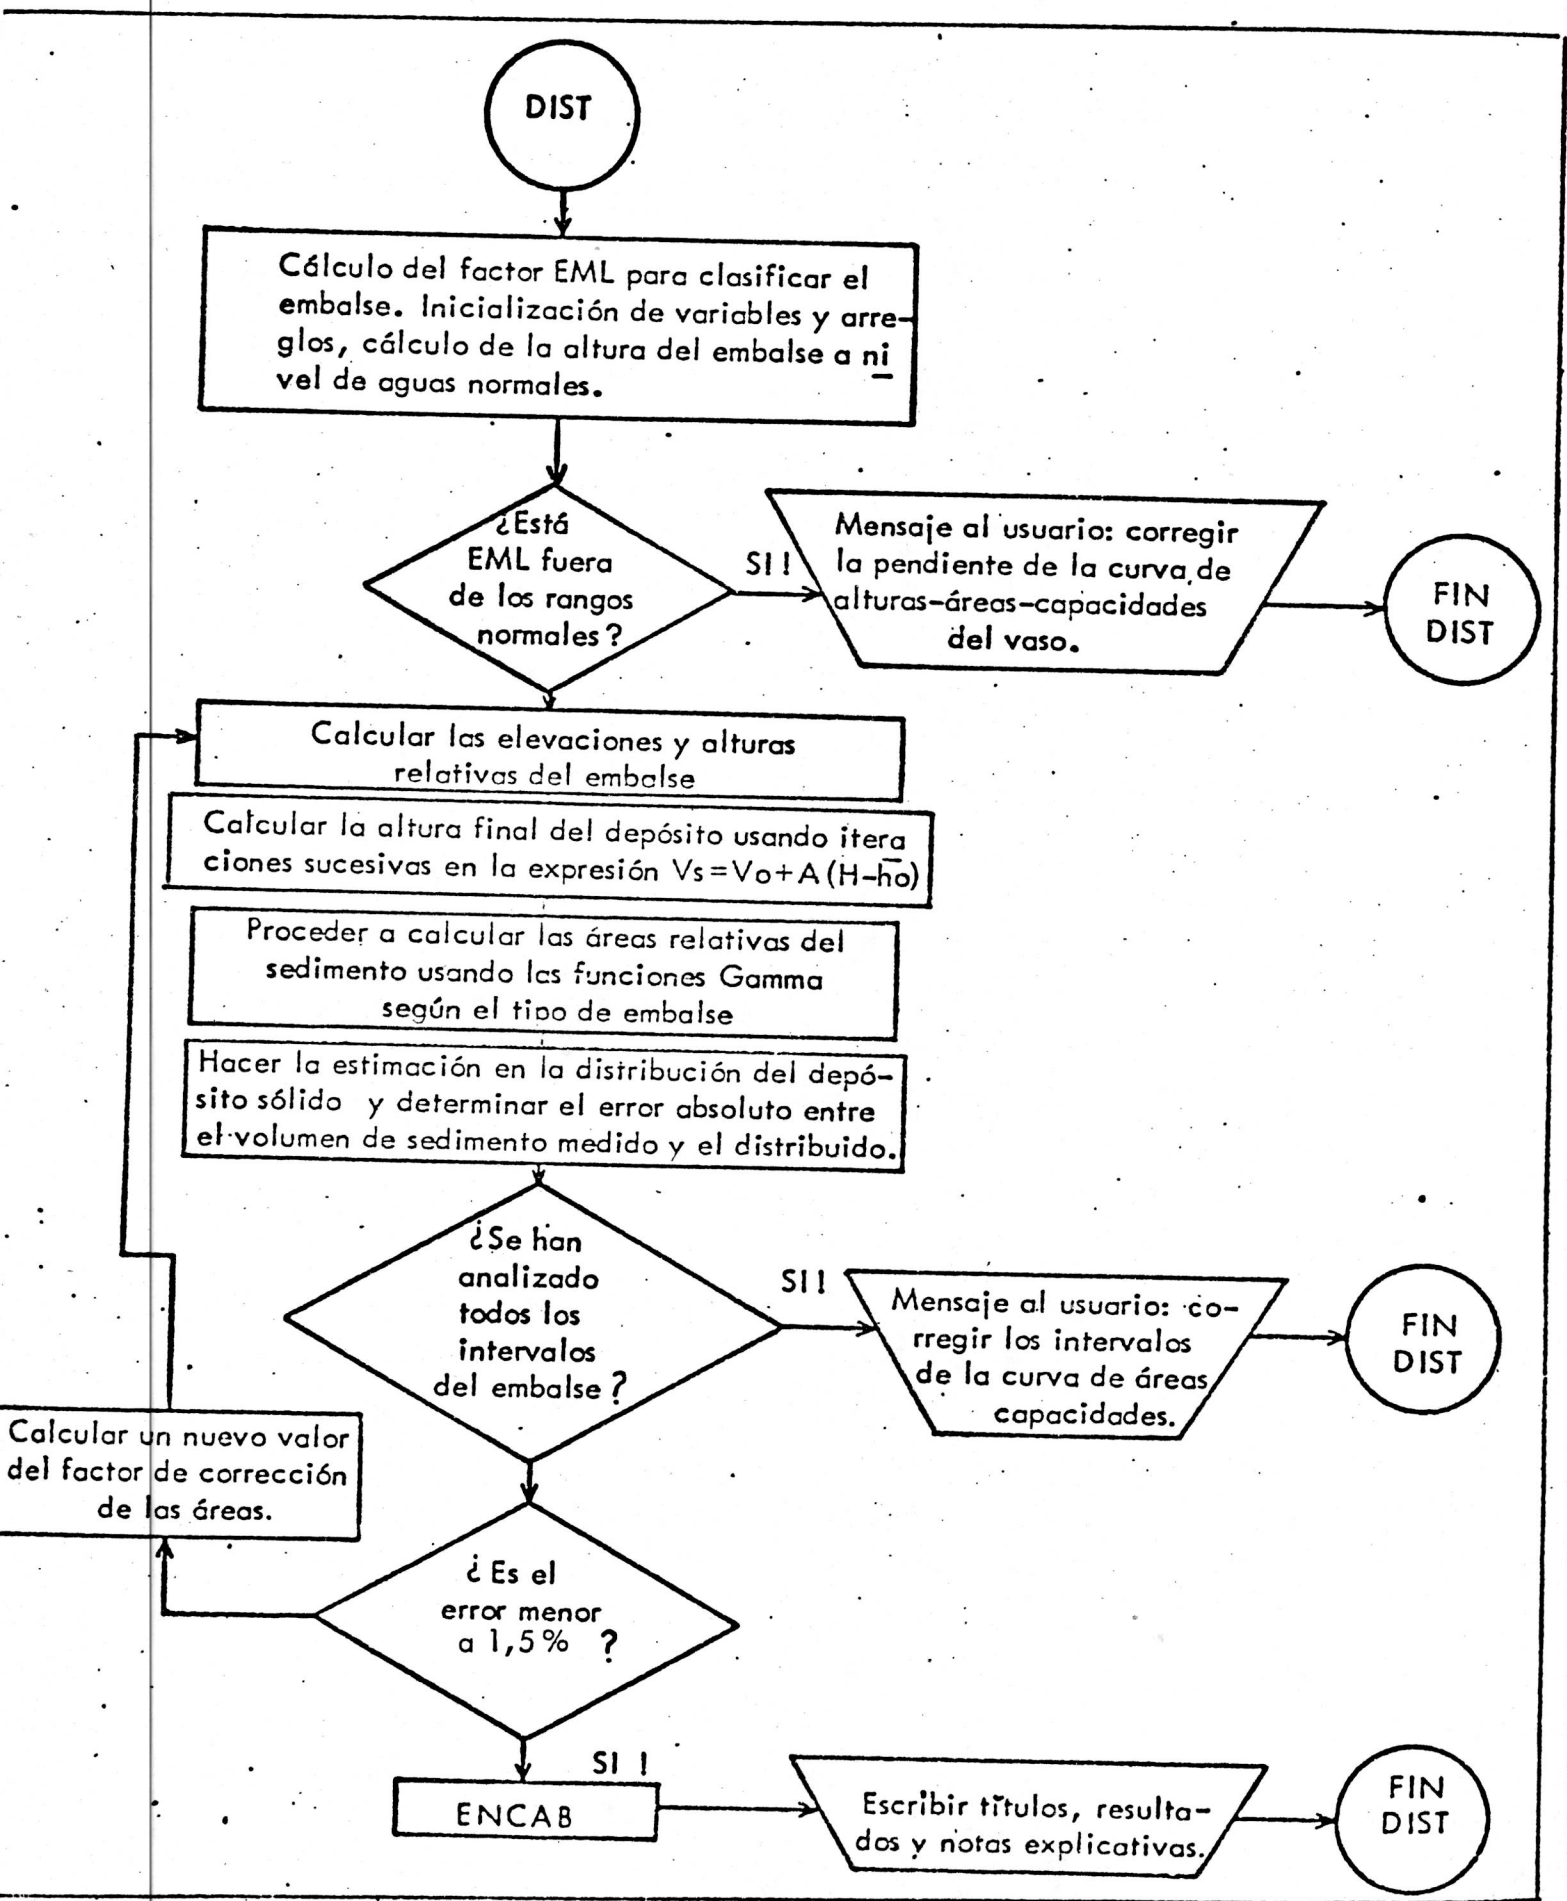 DIST
Cálculo del factor EML para clasificar el
embalse. Inicialización de variables y arre-
glos, cálculo de la altura del embalse a ni
vel de aguas normales.
¿Está
EML fuera
de los rangos
normales?
SI!
Mensaje al usuario: corregir
la pendiente de la curva de
alturas-áreas-capacidades
del vaso.
FIN
DIST
Calcular las elevaciones y alturas
relativas del embalse
Calcular la altura final del depósito usando itera
ciones sucesivas en la expresión Vs=Vo+A(H-ho)
Proceder a calcular las áreas relativas del
sedimento usando las funciones Gamma
según el tipo de embalse
Hacer la estimación en la distribución del depó-
sito sólido y determinar el error absoluto entre
el volumen de sedimento medido y el distribuido.
¿Se han
analizado
todos los
intervalos
del embalse?
SI!
Mensaje al usuario: co-
rregir los intervalos
de la curva de áreas
capacidades.
FIN
DIST
Calcular un nuevo valor
del factor de corrección
de las áreas.
¿Es el
error menor
a 1,5% ?
SI !
ENCAB
Escribir títulos, resulta-
dos y notas explicativas.
FIN
DIST